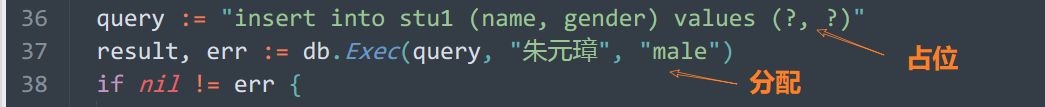 36 query := "insert into stu1 (name, gender) values (?, ?)"
37 result, err := db.Exec(query, "朱元璋", "male")
占位
分配
38 if nil != err {